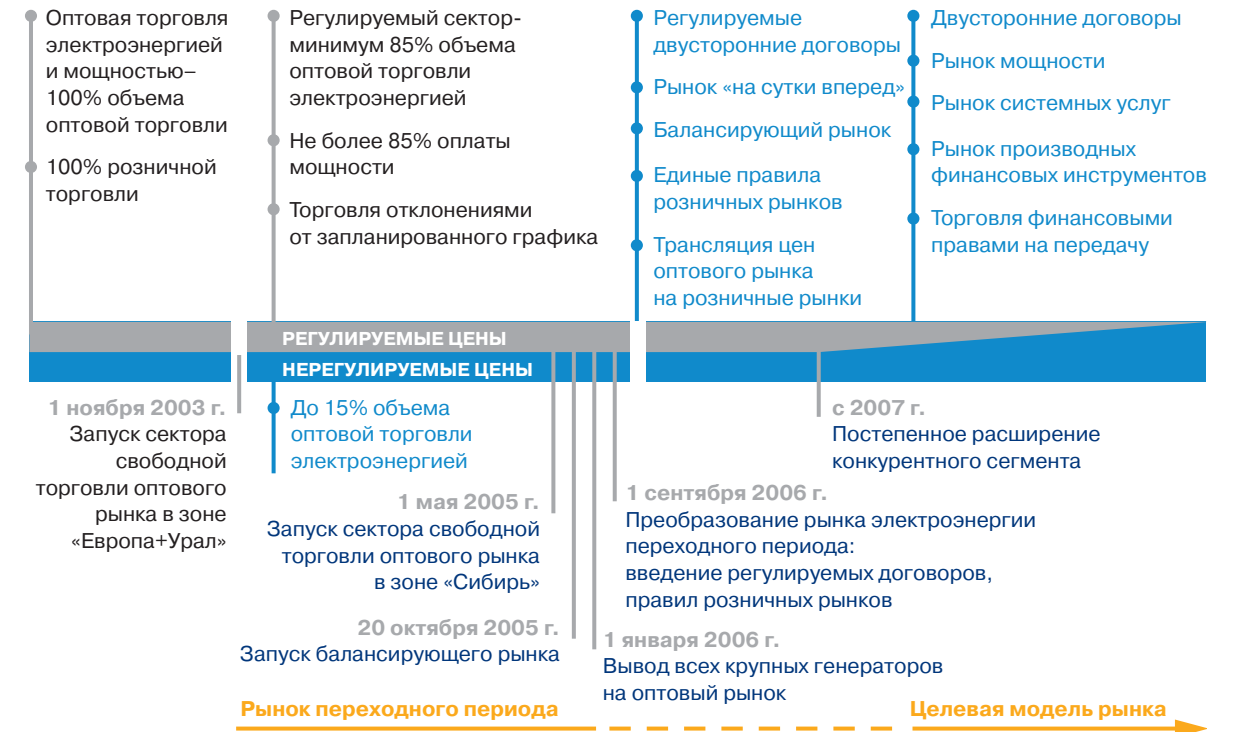 Оптовая торговля
электроэнергией
и мощностью–
100% объема
оптовой торговли
100% розничной
торговли
Регулируемый сектор-
минимум 85% объема
оптовой торговли
электроэнергией
Не более 85% оплаты
мощности
Торговля отклонениями
от запланированного графика
Регулируемые
двусторонние договоры
Рынок «на сутки вперед»
Балансирующий рынок
Единые правила
розничных рынков
Трансляция цен
оптового рынка
на розничные рынки
Двусторонние договоры
Рынок мощности
Рынок системных услуг
Рынок производных
финансовых инструментов
Торговля финансовыми
правами на передачу
РЕГУЛИРУЕМЫЕ ЦЕНЫ
НЕРЕГУЛИРУЕМЫЕ ЦЕНЫ
1 ноября 2003 г.
Запуск сектора
свободной
торговли оптового
рынка в зоне
«Европа+Урал»
До 15% объема
оптовой торговли
электроэнергией
1 мая 2005 г.
Запуск сектора свободной
торговли оптового рынка
в зоне «Сибирь»
20 октября 2005 г.
Запуск балансирующего рынка
1 января 2006 г.
Вывод всех крупных генераторов
на оптовый рынок
1 сентября 2006 г.
Преобразование рынка электроэнергии
переходного периода:
введение регулируемых договоров,
правил розничных рынков
с 2007 г.
Постепенное расширение
конкурентного сегмента
Рынок переходного периода
Целевая модель рынка